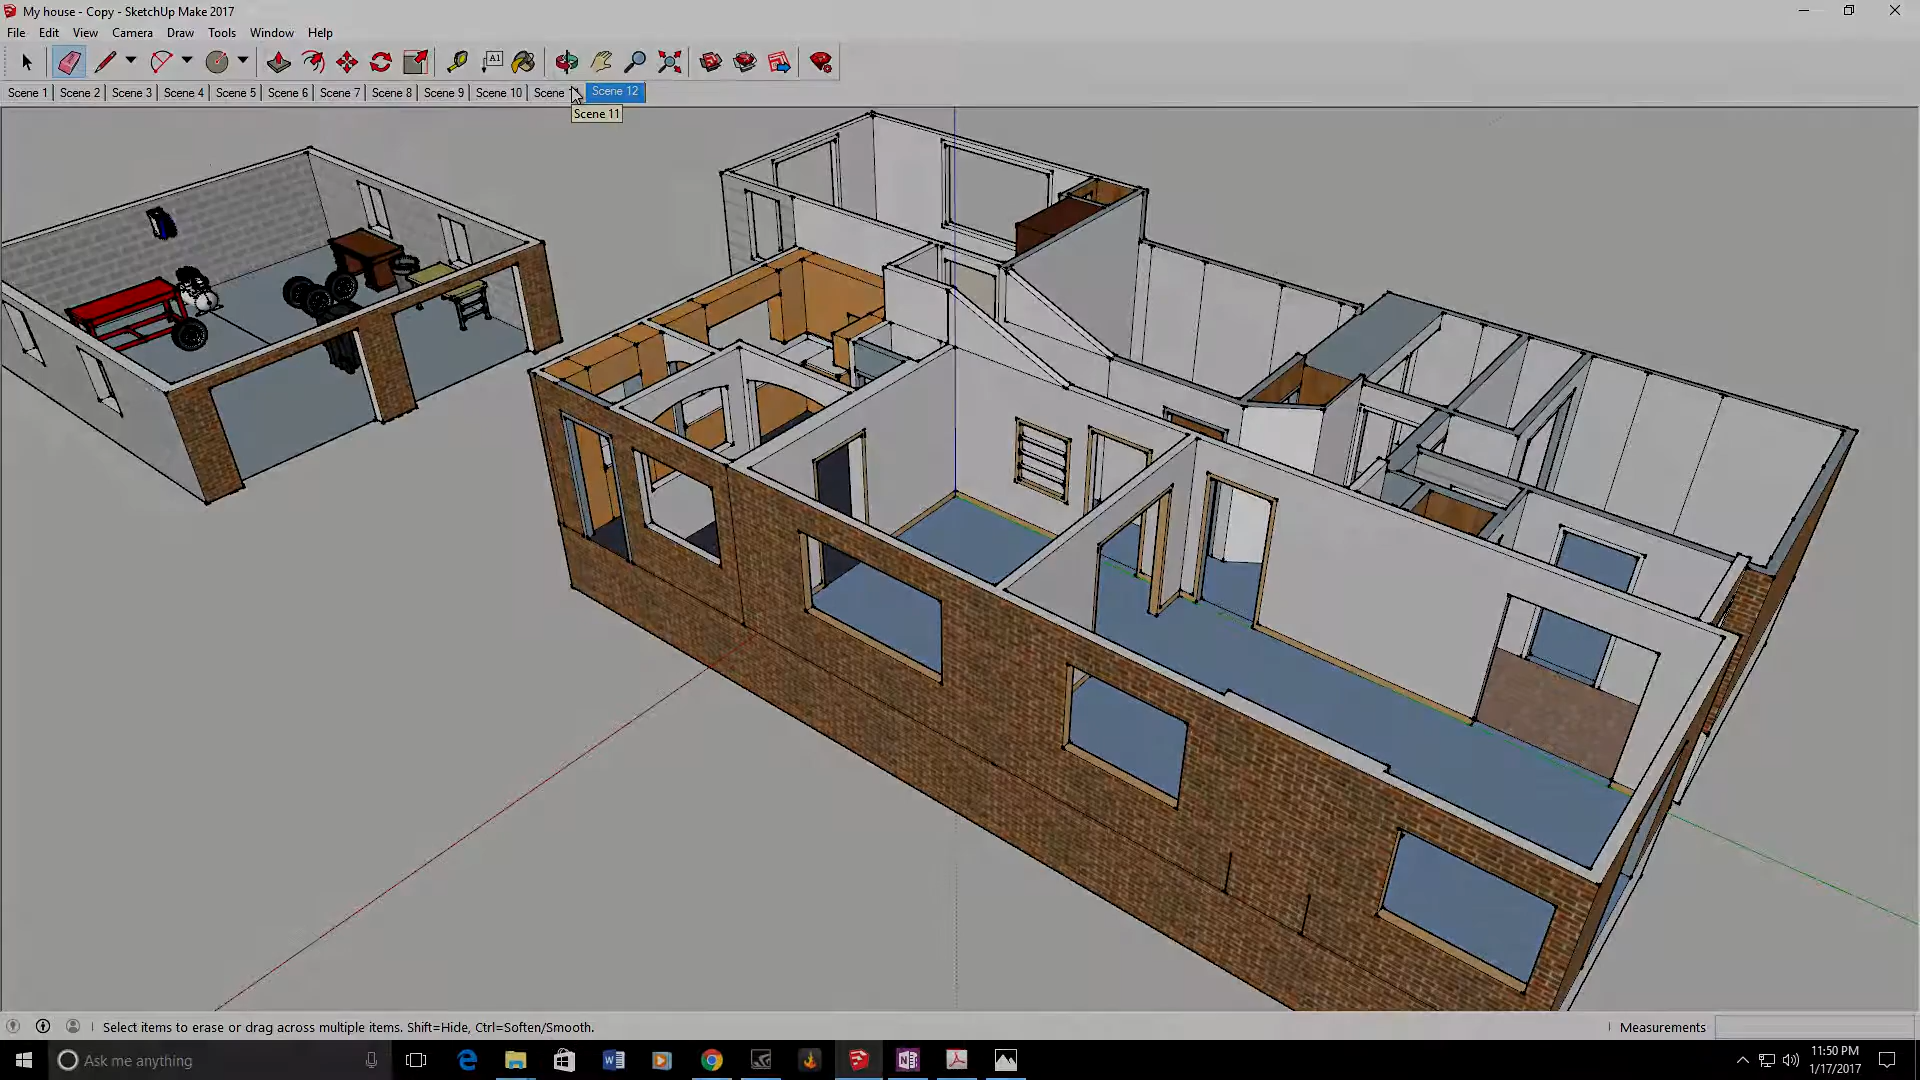 My house - Copy - SketchUp Make 2017
File Edit View Camera Draw Tools Window Help
A1
Scene 1 Scene 2 Scene 3 Scene 4 Scene 5 Scene 6 Scene 7 Scene 8 Scene 9 Scene 10 Scene Scene 12
Scene 11
Select items to erase or drag across multiple items. Shift=Hide, Ctrl=Soften/Smooth.
Measurements
Ask me anything
11:50 PM
1/17/2017